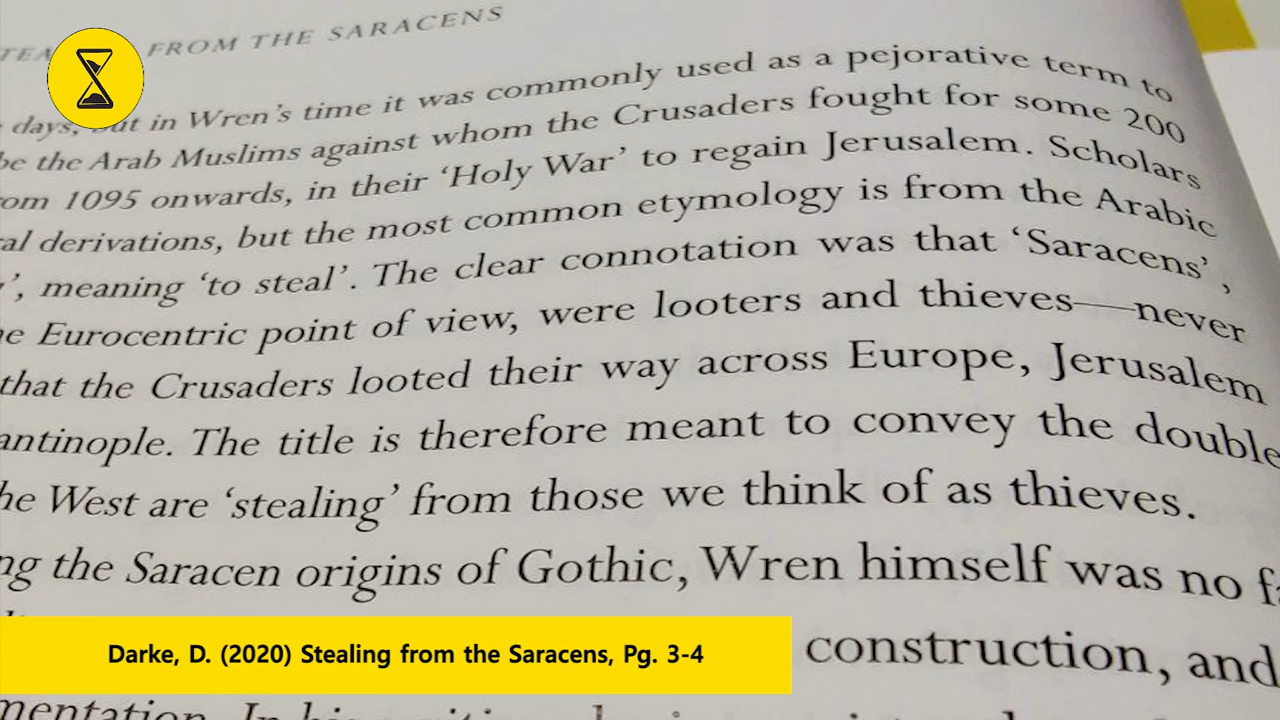 FROM THE SARACENS
days, but in Wren's time it was commonly used as a pejorative term to
be the Arab Muslims against whom the Crusaders fought for some 200
om 1095 onwards, in their 'Holy War' to regain Jerusalem. Scholars
al derivations, but the most common etymology is from the Arabic
', meaning 'to steal'. The clear connotation was that 'Saracens',
e Eurocentric point of view, were looters and thieves—never
that the Crusaders looted their way across Europe, Jerusalem
antinople. The title is therefore meant to convey the double
he West are 'stealing' from those we think of as thieves.
ng the Saracen origins of Gothic, Wren himself was no f
construction, and
Darke, D. (2020) Stealing from the Saracens, Pg. 3-4
mentation. In his